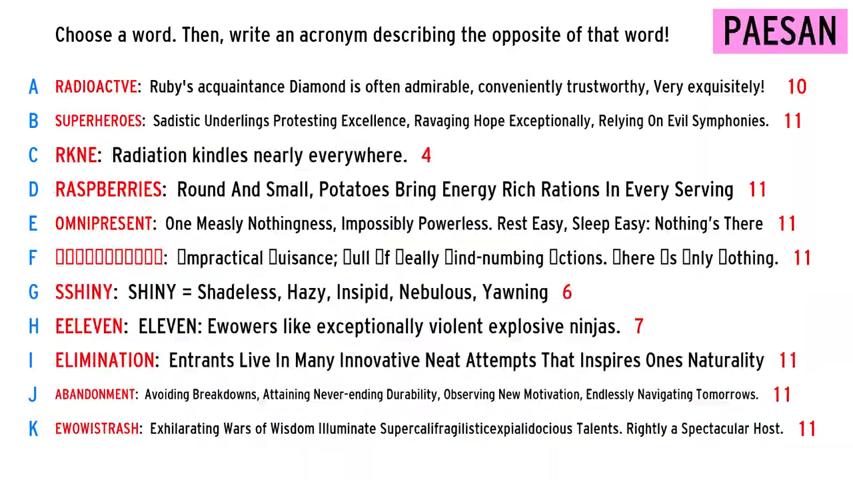 Choose a word. Then, write an acronym describing the opposite of that word!
PAESAN
A RADIOACTVE: Ruby's acquaintance Diamond is often admirable, conveniently trustworthy, Very exquisitely! 10
B SUPERHEROES: Sadistic Underlings Protesting Excellence, Ravaging Hope Exceptionally, Relying On Evil Symphonies. 11
C RKNE: Radiation kindles nearly everywhere. 4
D RASPBERRIES: Round And Small, Potatoes Bring Energy Rich Rations In Every Serving 11
E OMNIPRESENT: One Measly Nothingness, Impossibly Powerless. Rest Easy, Sleep Easy: Nothing's There 11
F ▯▯▯▯▯▯▯▯▯▯▯: ▯mpractical ▯uisance; ▯ull ▯f ▯eally ▯ind-numbing ▯ctions. ▯here ▯s ▯nly ▯othing. 11
G SSHINY: SHINY = Shadeless, Hazy, Insipid, Nebulous, Yawning 6
H EELEVEN: ELEVEN: Ewowers like exceptionally violent explosive ninjas. 7
I ELIMINATION: Entrants Live In Many Innovative Neat Attempts That Inspires Ones Naturality 11
J ABANDONMENT: Avoiding Breakdowns, Attaining Never-ending Durability, Observing New Motivation, Endlessly Navigating Tomorrows. 11
K EWOWISTRASH: Exhilarating Wars of Wisdom Illuminate Supercalifragilisticexpialidocious Talents. Rightly a Spectacular Host. 11